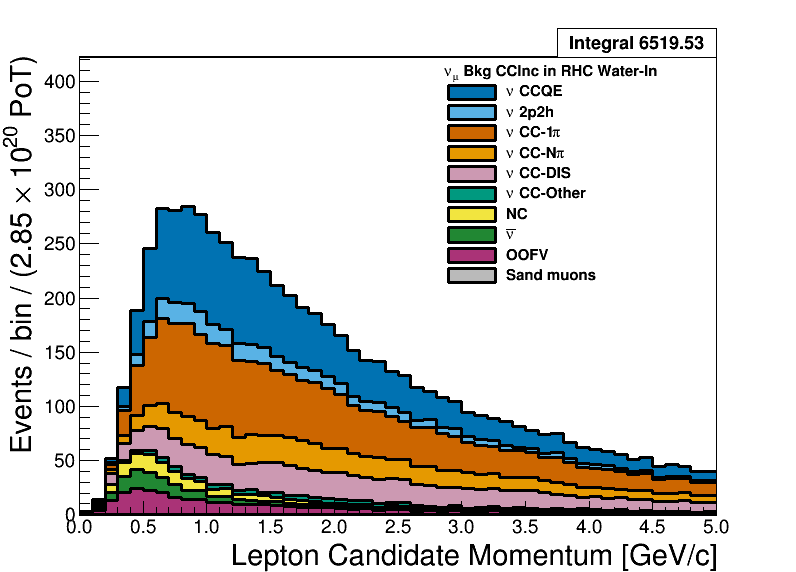 Integral 6519.53
ν_μ Bkg CCInc in RHC Water-In
ν CCQE
ν 2p2h
ν CC-1π
ν CC-Nπ
ν CC-DIS
ν CC-Other
NC
ν̅
OOFV
Sand muons
Events / bin / (2.85 × 10^20 PoT)
400
350
300
250
200
150
100
50
0
0.0 0.5 1.0 1.5 2.0 2.5 3.0 3.5 4.0 4.5 5.0
Lepton Candidate Momentum [GeV/c]